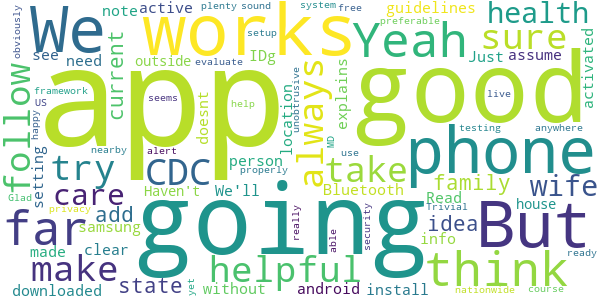 obviously
We
note
active
plenty
sound
system
free
guidelines
health
works
Yeah
preferable
sure
see
need
outside
IDg
setup
evaluate
Just
assume
activated
framework
US
happy
app
current
doesnt
always
explains
good
seems
help
location
unobtrusive
live
anywhere
testing
follow
nearby
alert
MD
phone
try
CDC
person
properly
use
take
setting
care
Haven't
We'll
Bluetooth
family
wife
Glad
add
Read
Trivial
house
far
privacy
samsung
going
really
able
security
idea
But
made
clear
info
ready
make
helpful
think
downloaded
state
yet
without
android
install
nationwide
course